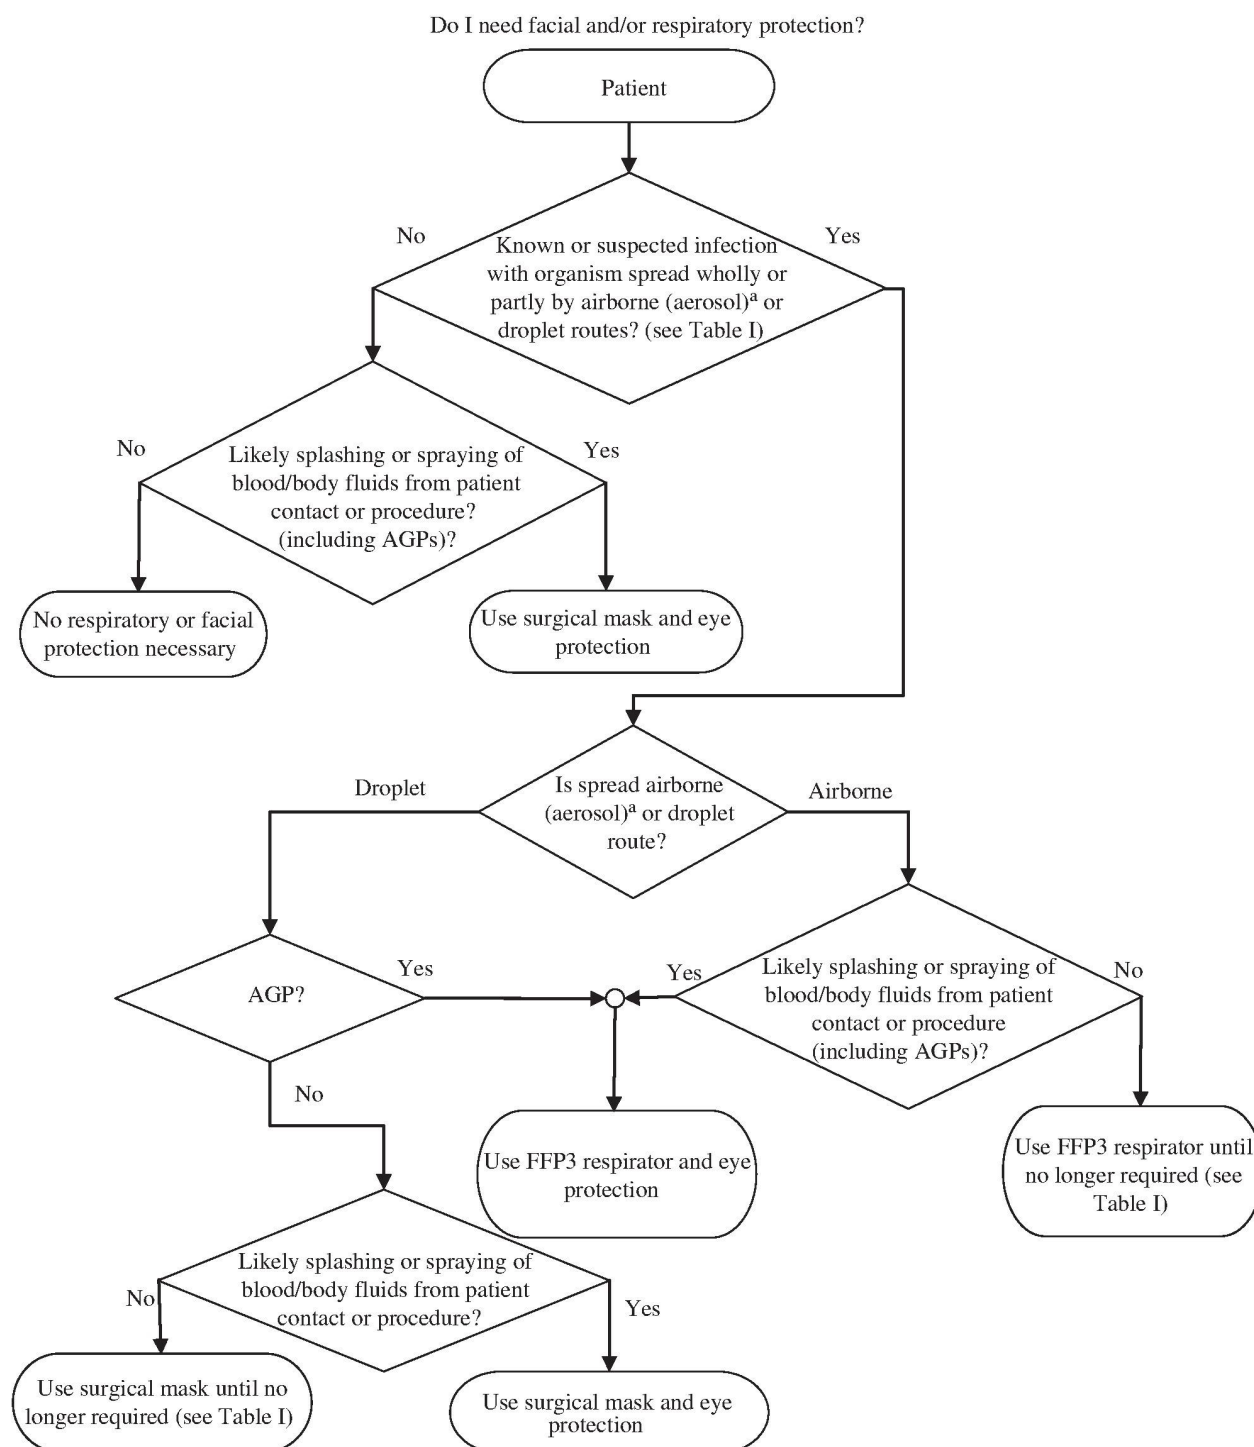 Do I need facial and/or respiratory protection?
Patient
No
Yes
Known or suspected infection
with organism spread wholly or
partly by airborne (aerosol)ᵃ or
droplet routes? (see Table I)
No
Yes
Likely splashing or spraying of
blood/body fluids from patient
contact or procedure?
(including AGPs)?
No respiratory or facial
protection necessary
Use surgical mask and eye
protection
Droplet
Airborne
Is spread airborne
(aerosol)ᵃ or droplet
route?
AGP?
Yes
No
Yes
No
Likely splashing or spraying of
blood/body fluids from patient
contact or procedure
(including AGPs)?
Use FFP3 respirator and eye
protection
Use FFP3 respirator until
no longer required (see
Table I)
Likely splashing or spraying of
blood/body fluids from patient
contact or procedure?
No
Yes
Use surgical mask until no
longer required (see Table I)
Use surgical mask and eye
protection